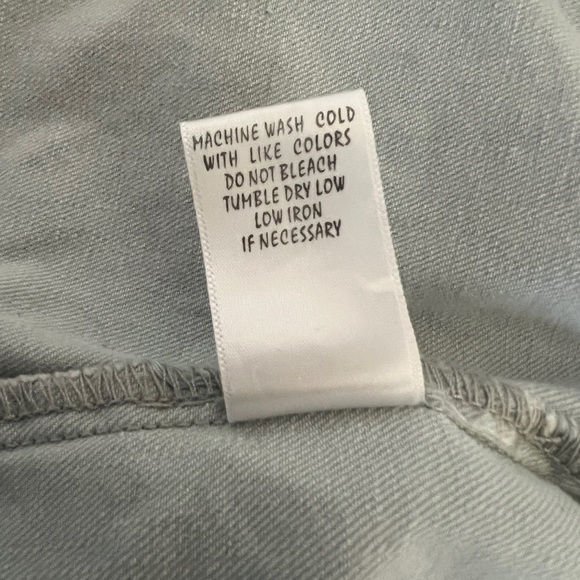 MACHINE WASH COLD
WITH LIKE COLORS
DO NOT BLEACH
TUMBLE DRY LOW
LOW IRON
IF NECESSARY